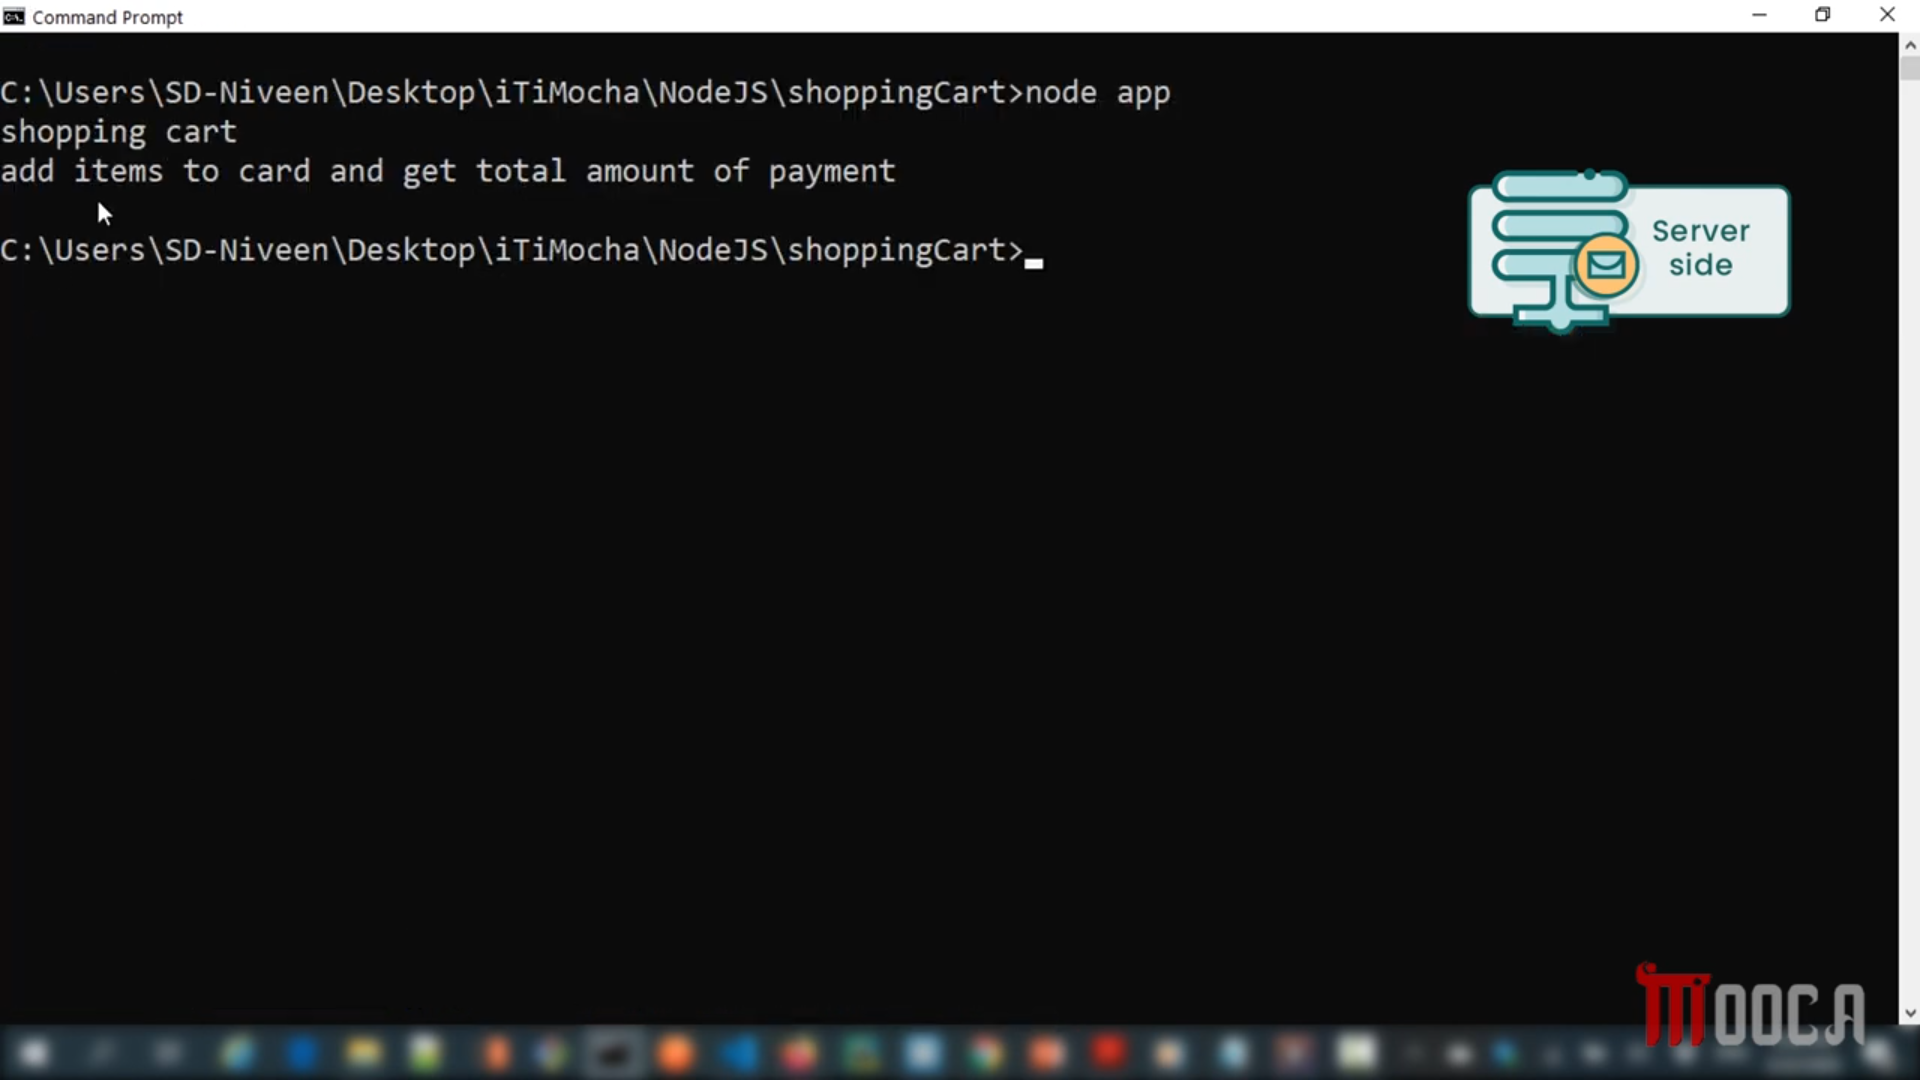 Command Prompt
C:\Users\SD-Niveen\Desktop\iTiMocha\NodeJS\shoppingCart>node app
shopping cart
add items to card and get total amount of payment
C:\Users\SD-Niveen\Desktop\iTiMocha\NodeJS\shoppingCart>
Server
side
MOOCA